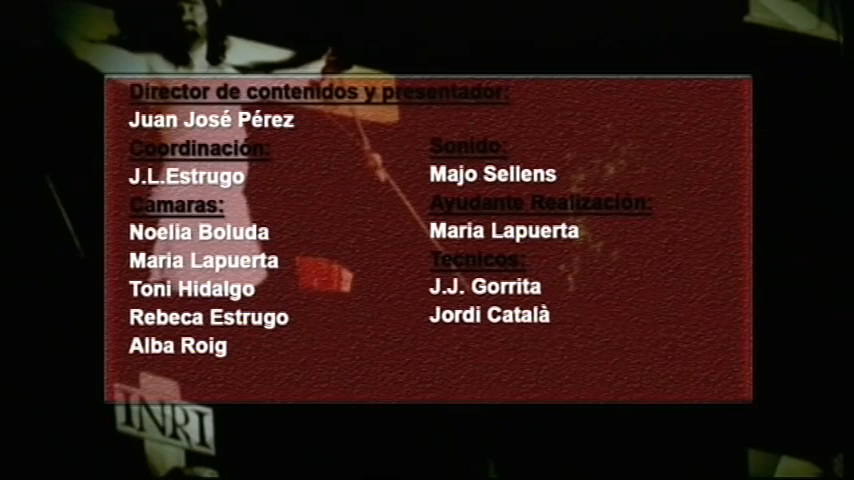 Director de contenidos y presentador:
Juan José Pérez
Coordinación:
J.L.Estrugo
Camaras:
Noelia Boluda
Maria Lapuerta
Toni Hidalgo
Rebeca Estrugo
Alba Roig
Sonido:
Majo Sellens
Ayudante Realización:
Maria Lapuerta
Tecnicos:
J.J. Gorrita
Jordi Català
INRI